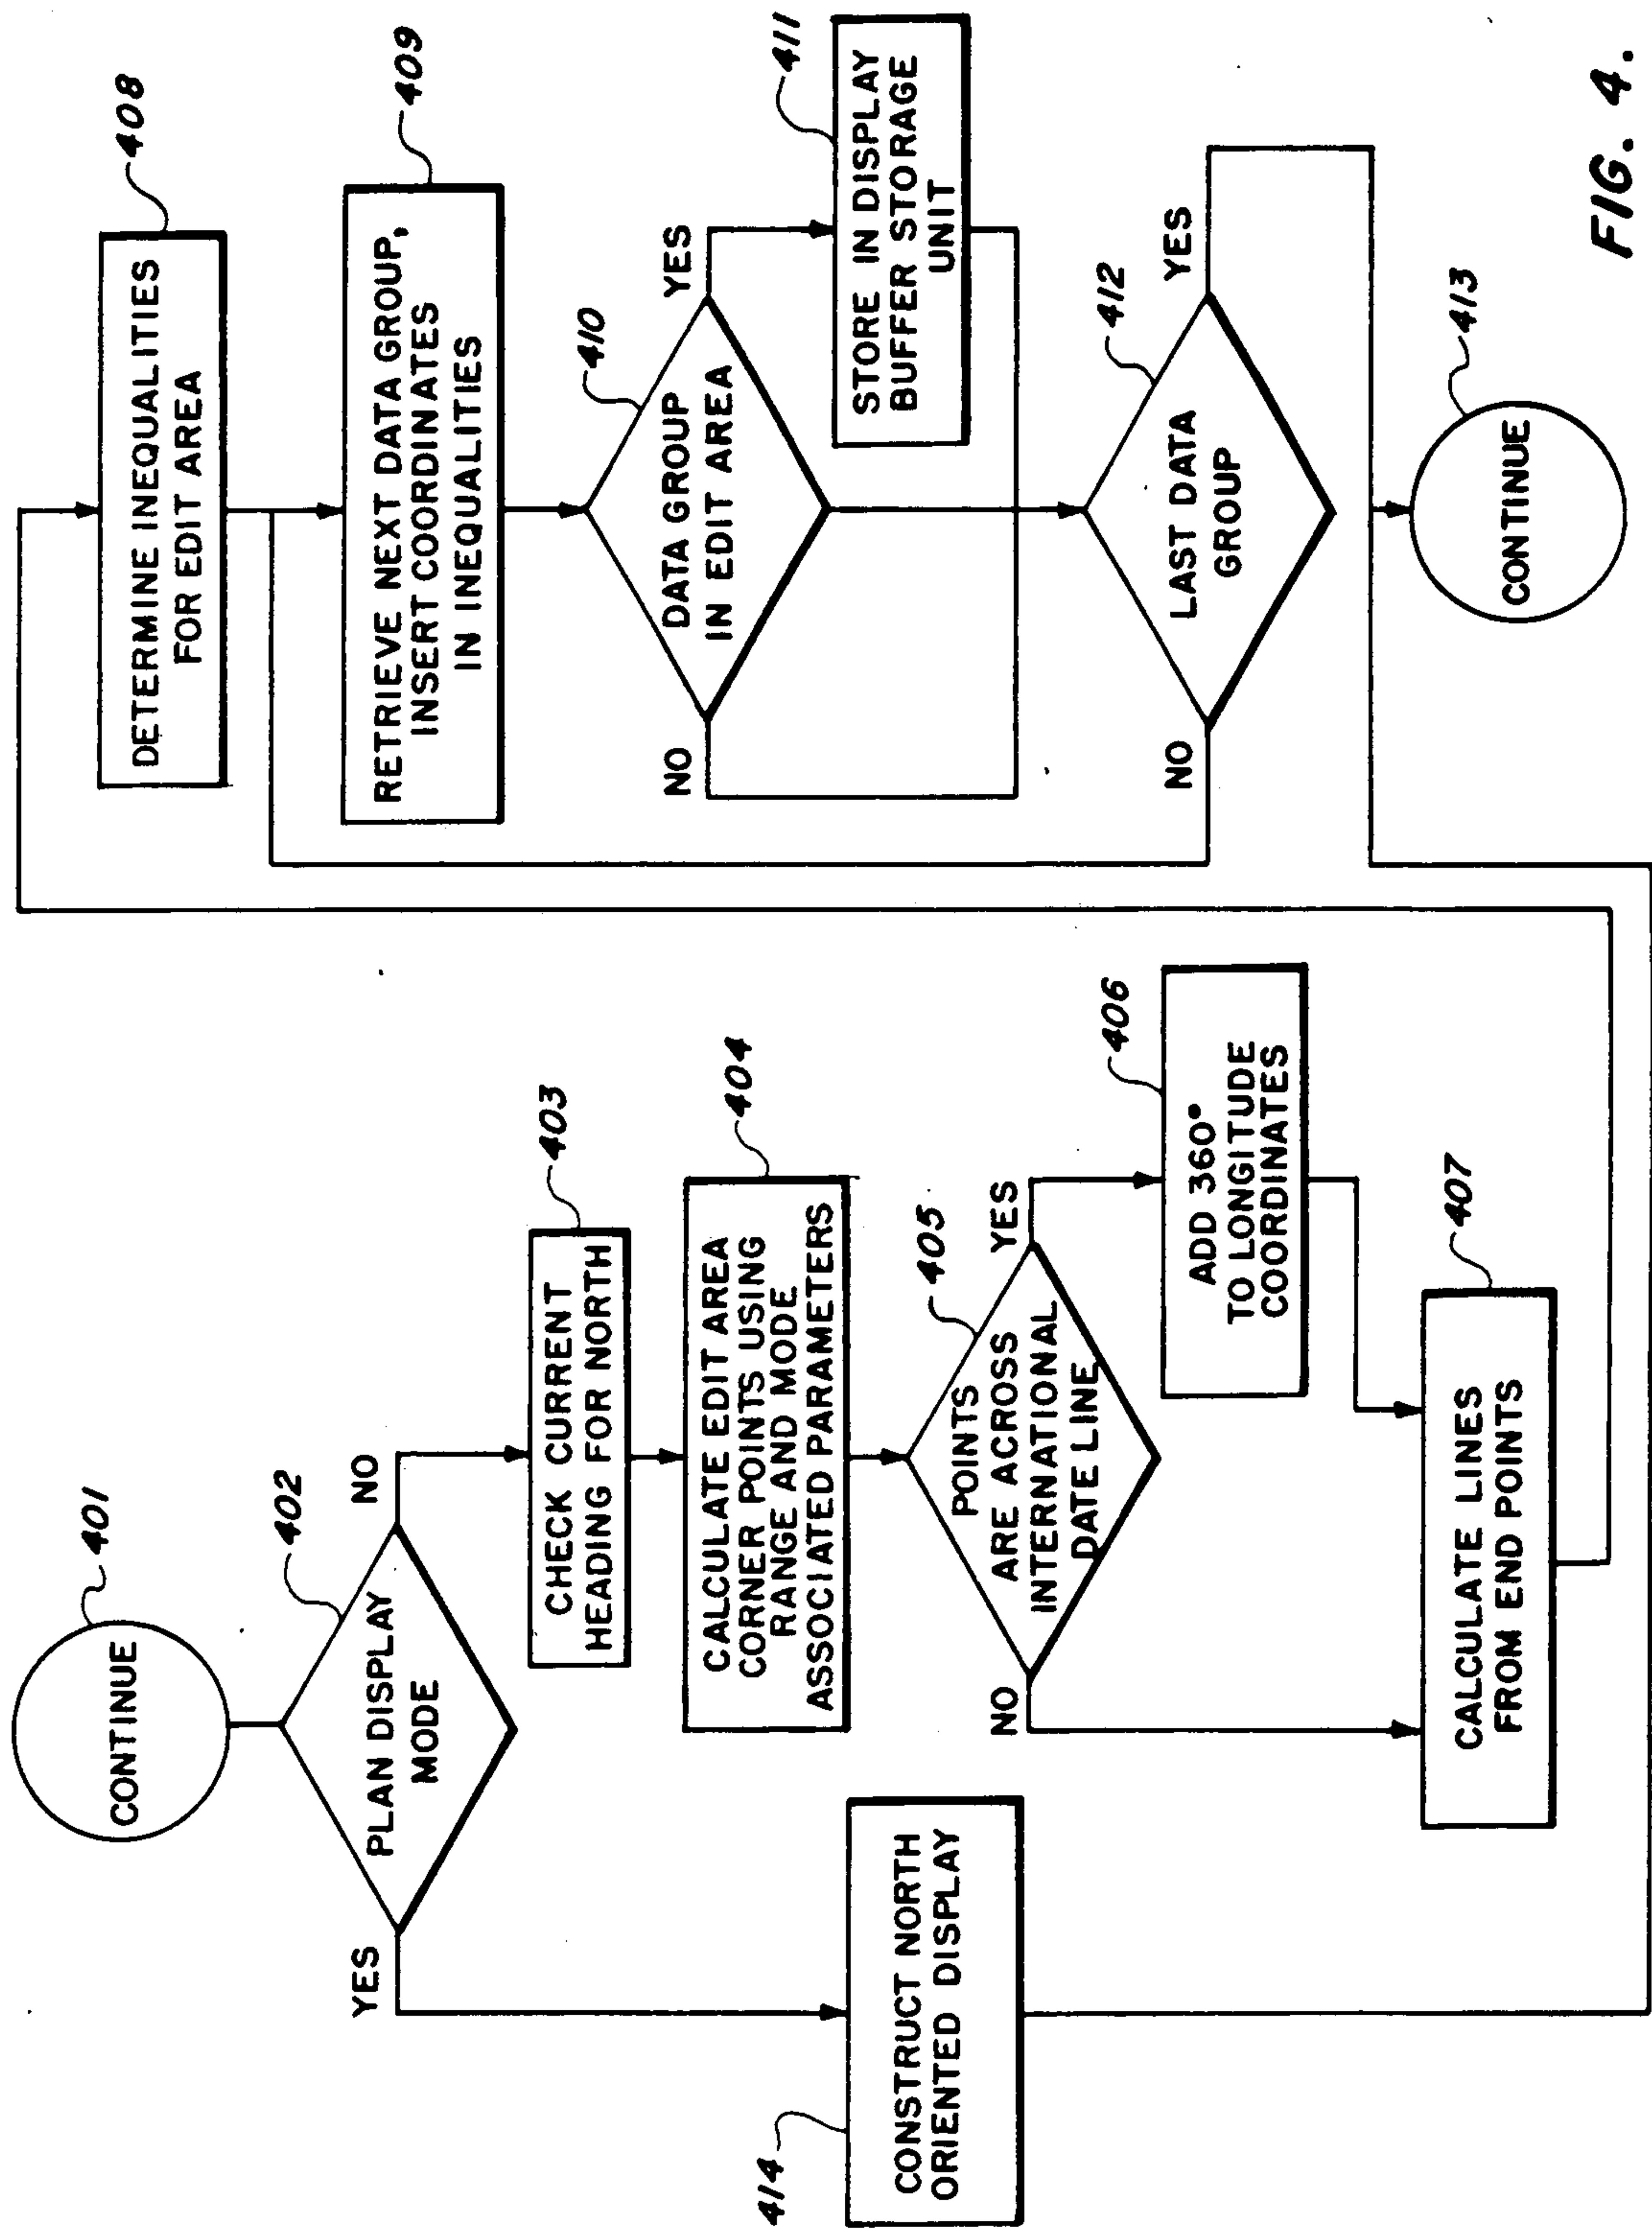 401
CONTINUE
402
PLAN DISPLAY
MODE
YES
NO
403
CHECK CURRENT
HEADING FOR NORTH
404
CALCULATE EDIT AREA
CORNER POINTS USING
RANGE AND MODE
ASSOCIATED PARAMETERS
405
POINTS
ARE ACROSS
INTERNATIONAL
DATE LINE
NO
YES
406
ADD 360°
TO LONGITUDE
COORDINATES
407
CALCULATE LINES
FROM END POINTS
414
CONSTRUCT NORTH
ORIENTED DISPLAY
408
DETERMINE INEQUALITIES
FOR EDIT AREA
409
RETRIEVE NEXT DATA GROUP,
INSERT COORDINATES
IN INEQUALITIES
410
DATA GROUP
IN EDIT AREA
NO
YES
411
STORE IN DISPLAY
BUFFER STORAGE
UNIT
412
LAST DATA
GROUP
NO
YES
413
CONTINUE
FIG. 4.